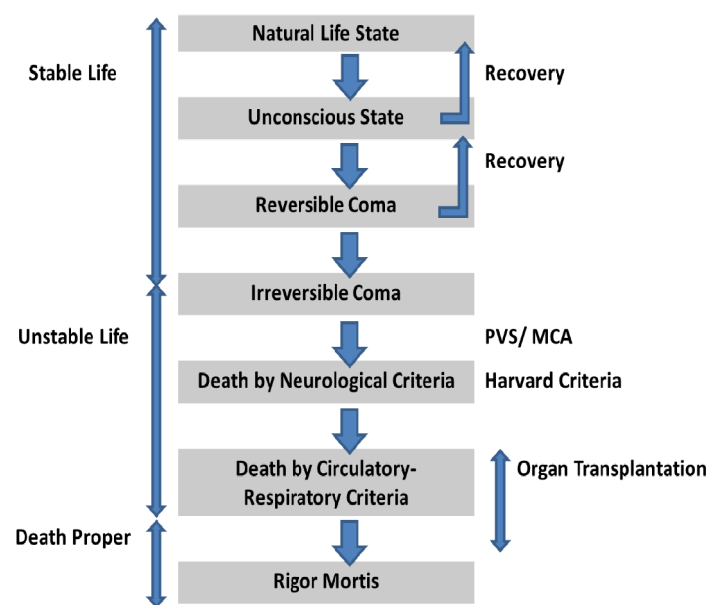 Natural Life State
Stable Life
Recovery
Unconscious State
Recovery
Reversible Coma
Irreversible Coma
Unstable Life
PVS/ MCA
Death by Neurological Criteria
Harvard Criteria
Death by Circulatory-
Respiratory Criteria
Organ Transplantation
Death Proper
Rigor Mortis